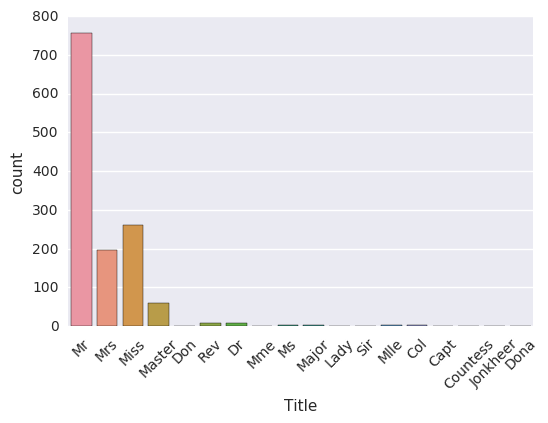 800
700
600
500
400
300
200
100
0
count
Mr
Mrs
Miss
Master
Don
Rev
Dr
Mme
Ms
Major
Lady
Sir
Mlle
Col
Capt
Countess
Jonkheer
Dona
Title